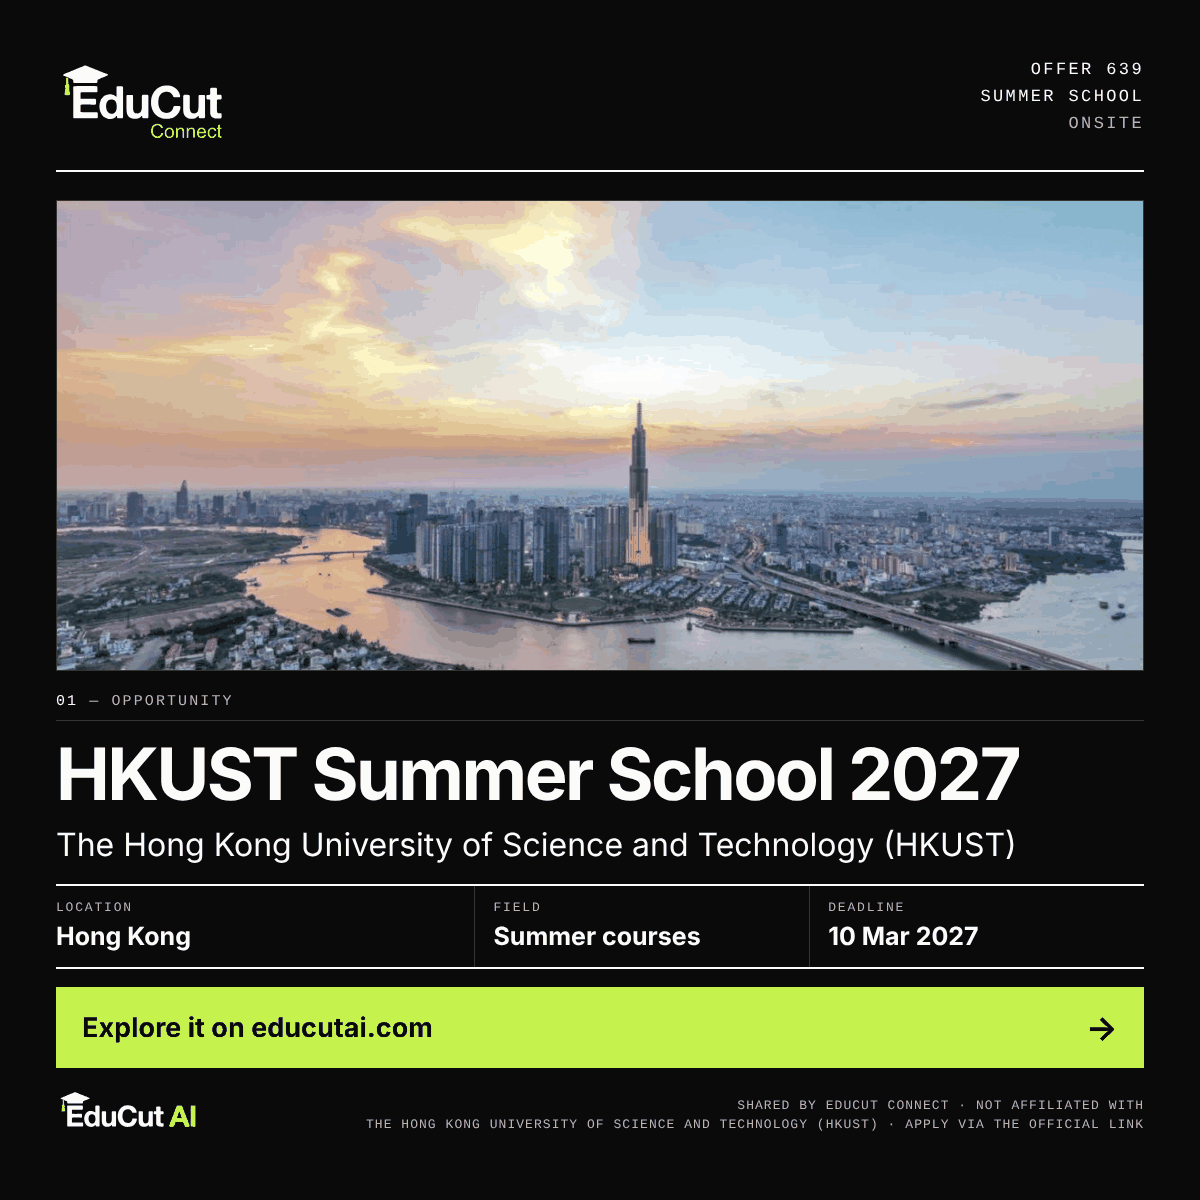 EduCut
Connect
OFFER 639
SUMMER SCHOOL
ONSITE
01 — OPPORTUNITY
HKUST Summer School 2027
The Hong Kong University of Science and Technology (HKUST)
LOCATION
Hong Kong
FIELD
Summer courses
DEADLINE
10 Mar 2027
Explore it on educutai.com →
EduCut AI
SHARED BY EDUCUT CONNECT · NOT AFFILIATED WITH
THE HONG KONG UNIVERSITY OF SCIENCE AND TECHNOLOGY (HKUST) · APPLY VIA THE OFFICIAL LINK